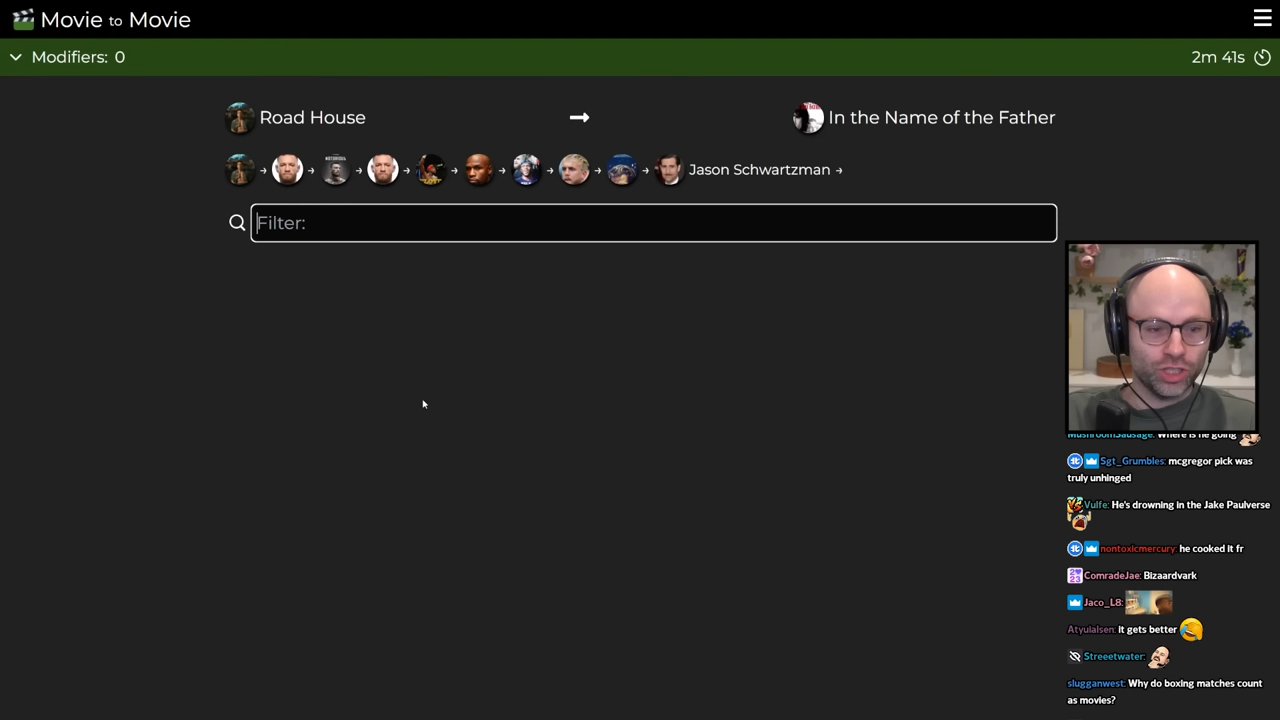 Movie to Movie
Modifiers: 0
2m 41s
Road House
In the Name of the Father
Jason Schwartzman
Filter:
MushroomSausage: Where is he going
Sgt_Grumbles: mcgregor pick was
truly unhinged
Vulfe: He's drowning in the Jake Paulverse
nontoxicmercury: he cooked it fr
ComradeJae: Bizaardvark
Jaco_L8:
Atyulalsen: It gets better
Streeetwater:
slugganwest: Why do boxing matches count
as movies?